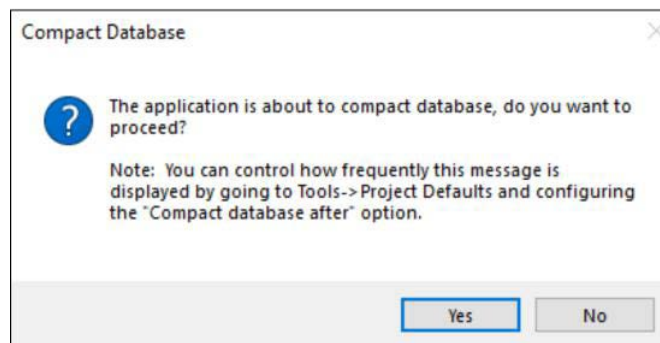 Compact Database
The application is about to compact database, do you want to
proceed?
Note: You can control how frequently this message is
displayed by going to Tools->Project Defaults and configuring
the "Compact database after" option.
Yes
No